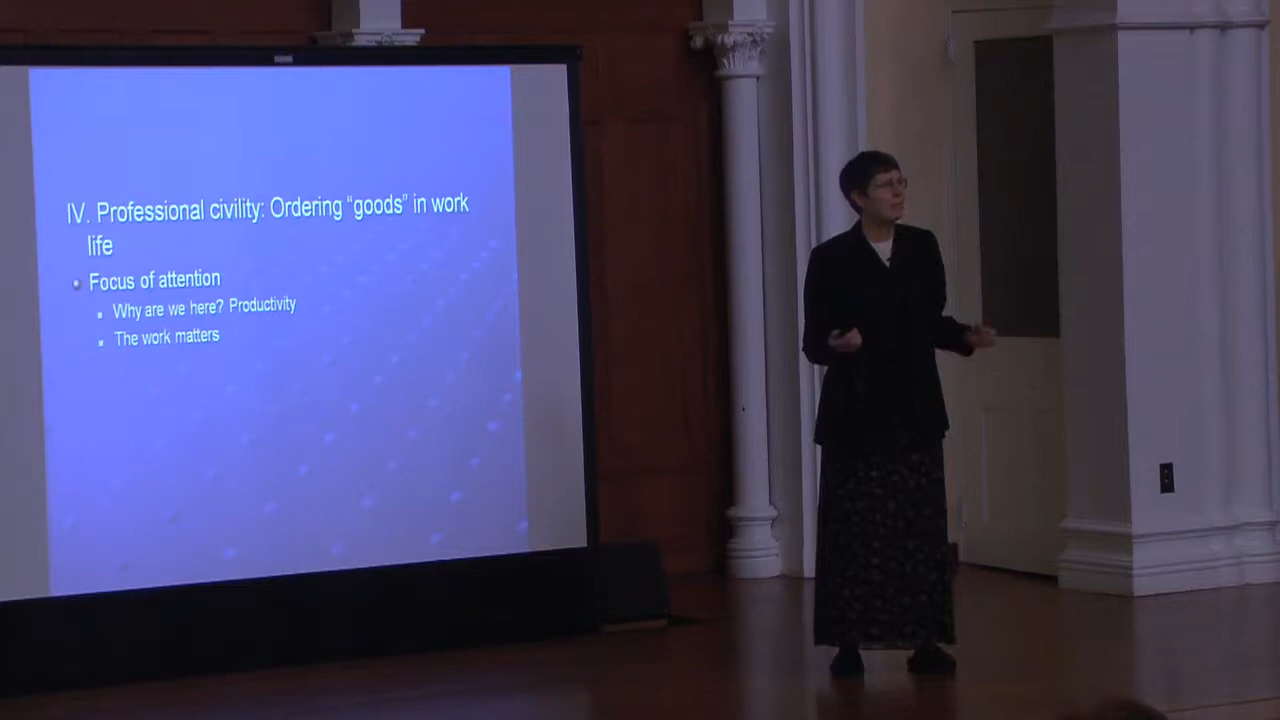 IV. Professional civility: Ordering “goods” in work
life
Focus of attention
Why are we here? Productivity
The work matters